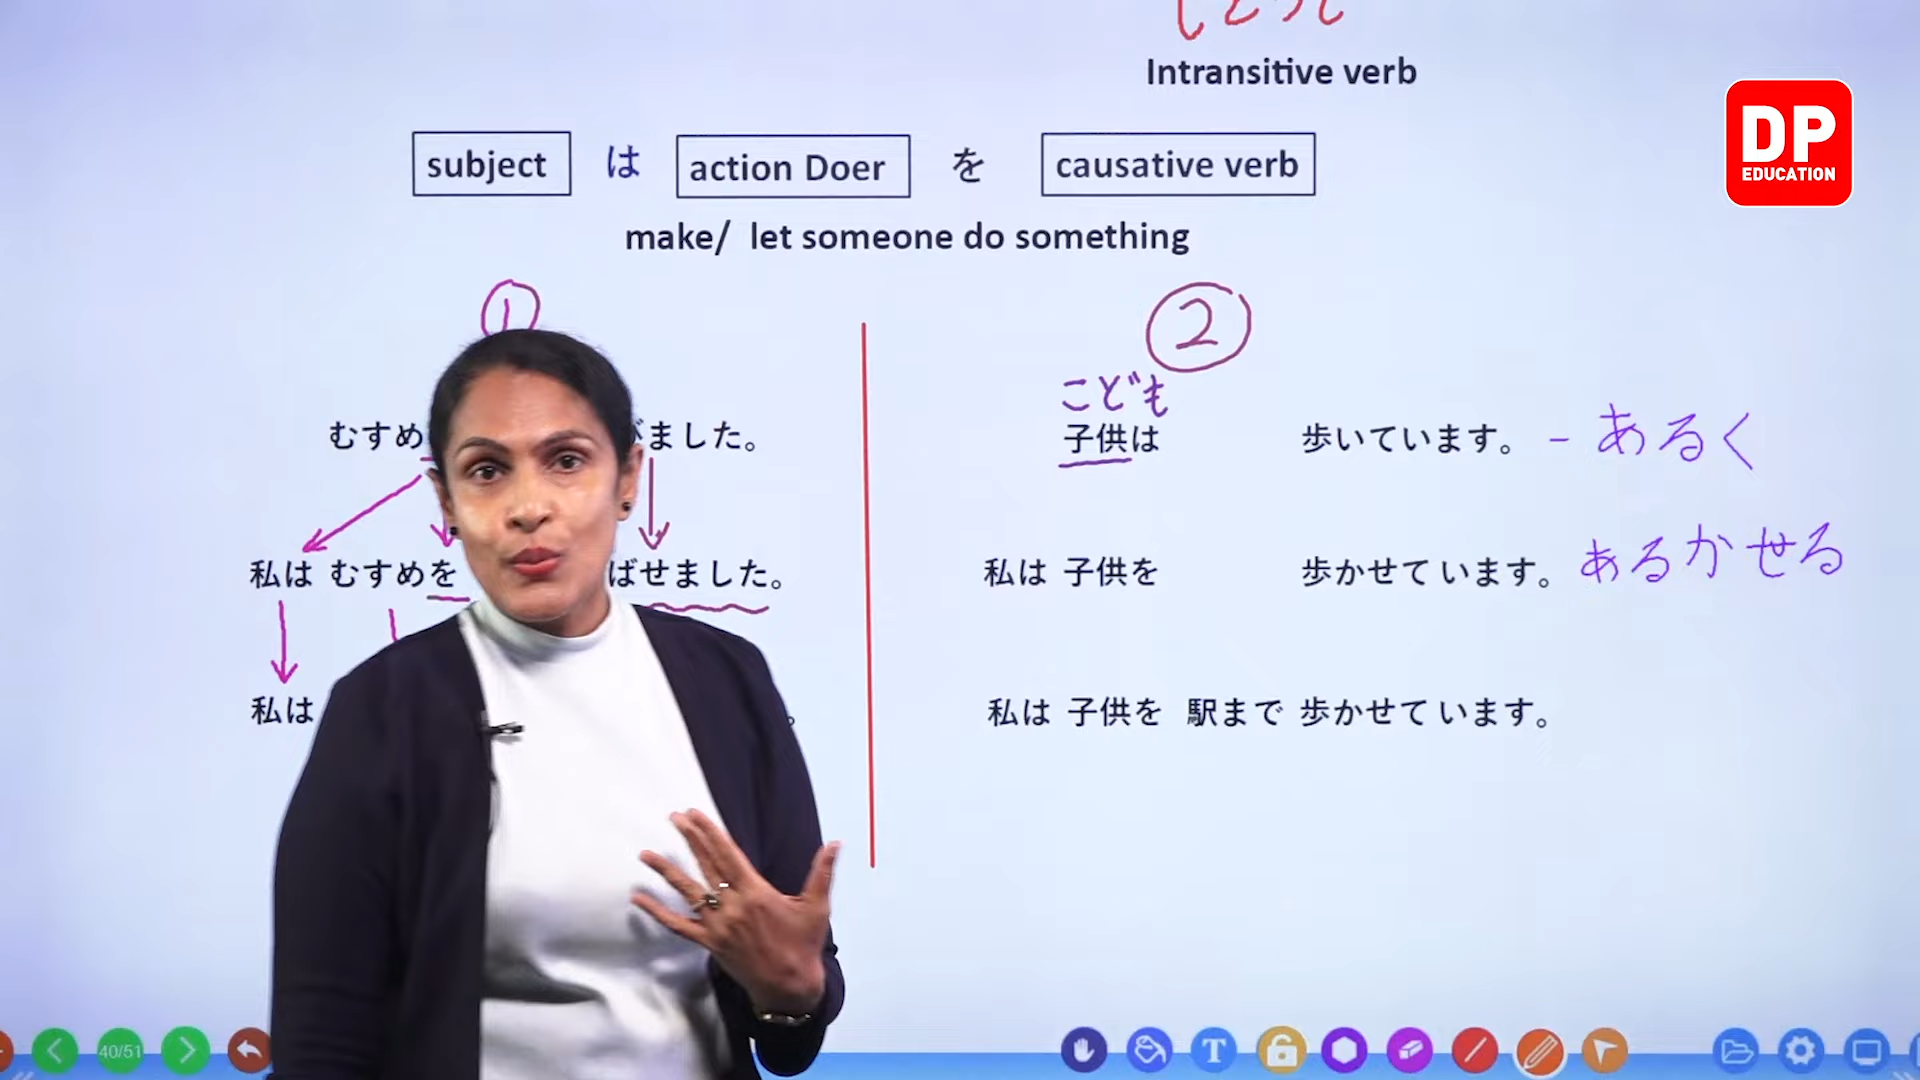 Intransitive verb
DP
EDUCATION
subject は action Doer を causative verb
make/ let someone do something
①
むすめ ました。
私は むすめを ばせました。
私は
②
こども
子供は 歩いています。 - あるく
私は 子供を 歩かせています。 あるかせる
私は 子供を 駅まで 歩かせています。
40/51
T